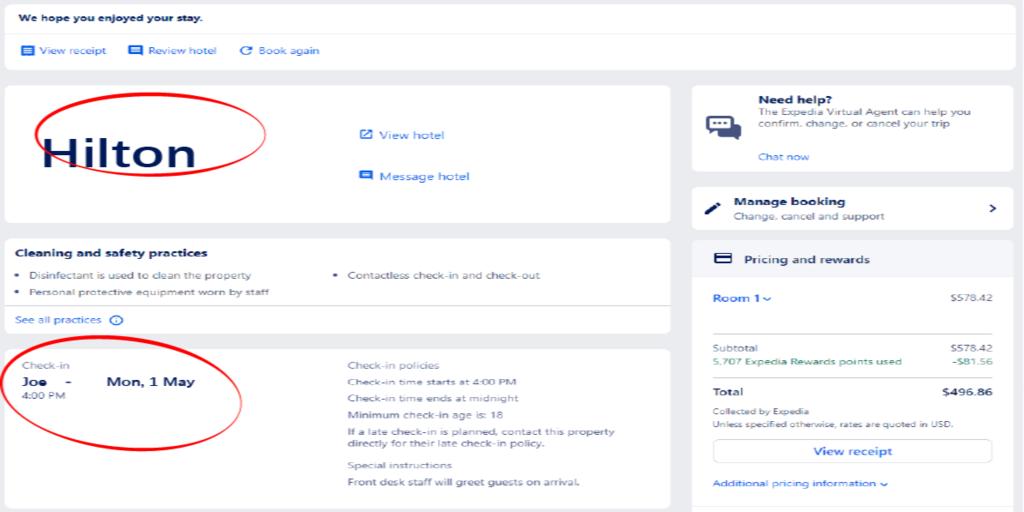 We hope you enjoyed your stay.
View receipt
Review hotel
Book again
Hilton
View hotel
Message hotel
Cleaning and safety practices
• Disinfectant is used to clean the property
• Contactless check-in and check-out
• Personal protective equipment worn by staff
See all practices
Check-in
Joe - Mon, 1 May
4:00 PM
Check-in policies
Check-in time starts at 4:00 PM
Check-in time ends at midnight
Minimum check-in age is: 18
If a late check-in is planned, contact this property
directly for their late check-in policy.
Special instructions
Front desk staff will greet guests on arrival.
Need help?
The Expedia Virtual Agent can help you
confirm, change, or cancel your trip
Chat now
Manage booking
Change, cancel and support
Pricing and rewards
Room 1 $578.42
Subtotal $578.42
5,707 Expedia Rewards points used -$81.56
Total $496.86
Collected by Expedia
Unless specified otherwise, rates are quoted in USD.
View receipt
Additional pricing information